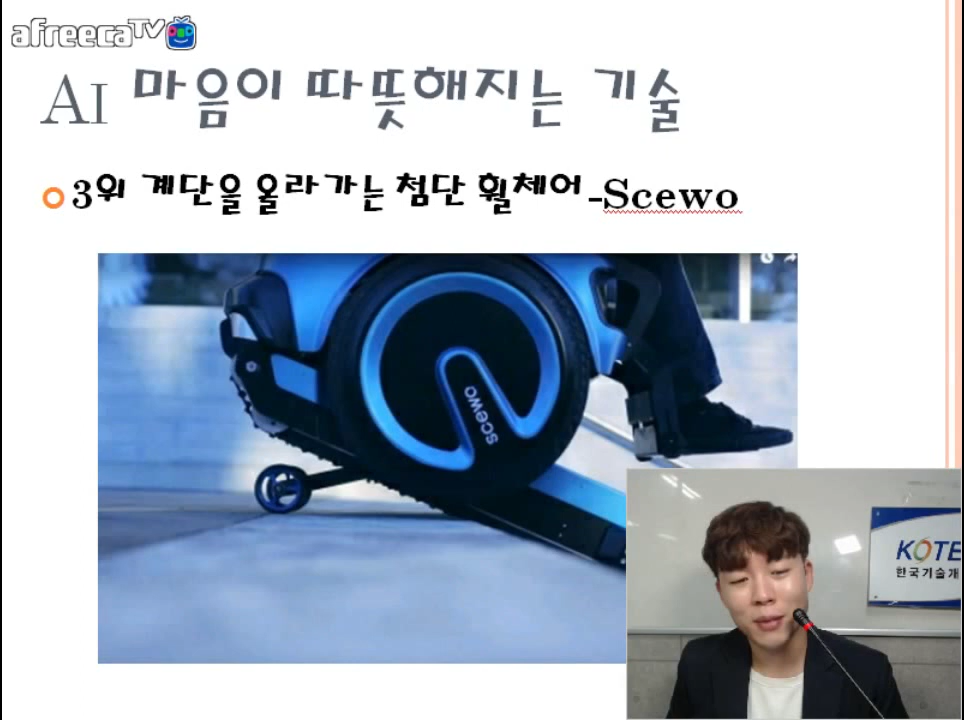 afreecaTV
AI 마음이 따뜻해지는 기술
3위 계단을 올라가는 첨단 휠체어-Scewo
scewo
KOTE
한국기술개